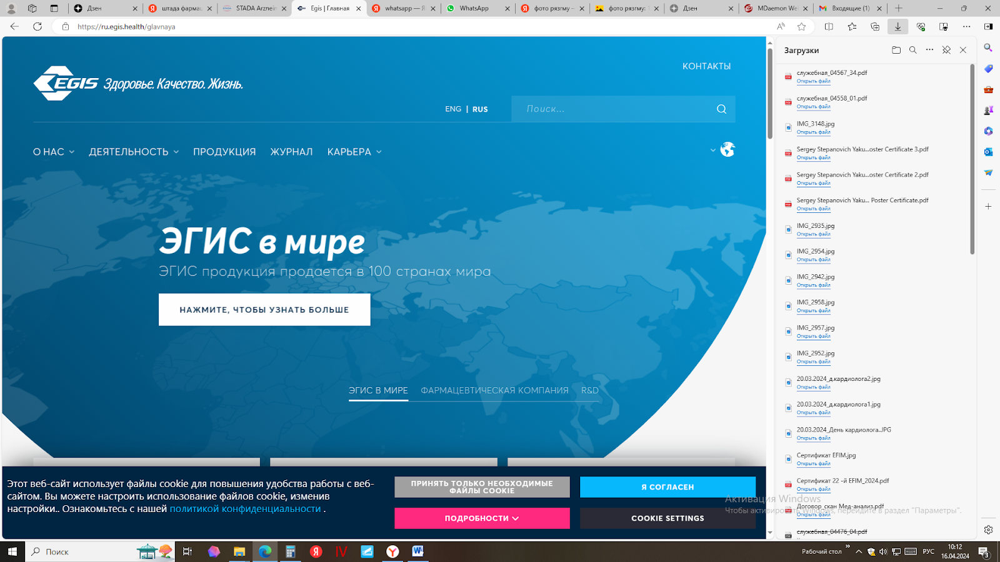 Дзен
штада фармац
STADA Arznein
Egis | Главная
whatsapp — Я
WhatsApp
фото рязгму –
фото рязгму: 1
Дзен
MDaemon We
Входящие (1)
https://ru.egis.health/glavnaya
Загрузки
КОНТАКТЫ
EGIS Здоровье. Качество. Жизнь.
ENG | RUS
Поиск...
О НАС
ДЕЯТЕЛЬНОСТЬ
ПРОДУКЦИЯ
ЖУРНАЛ
КАРЬЕРА
ЭГИС в мире
ЭГИС продукция продается в 100 странах мира
НАЖМИТЕ, ЧТОБЫ УЗНАТЬ БОЛЬШЕ
ЭГИС В МИРЕ
ФАРМАЦЕВТИЧЕСКАЯ КОМПАНИЯ
R&D
Этот веб-сайт использует файлы cookie для повышения удобства работы с веб-
сайтом. Вы можете настроить использование файлов cookie, изменив
настройки.. Ознакомьтесь с нашей политикой конфиденциальности .
ПРИНЯТЬ ТОЛЬКО НЕОБХОДИМЫЕ
ФАЙЛЫ COOKIE
Я СОГЛАСЕН
ПОДРОБНОСТИ
COOKIE SETTINGS
служебная_04567_34.pdf
Открыть файл
служебная_04558_01.pdf
Открыть файл
IMG_3148.jpg
Открыть файл
Sergey Stepanovich Yaku...oster Certificate 3.pdf
Открыть файл
Sergey Stepanovich Yaku...oster Certificate 2.pdf
Открыть файл
Sergey Stepanovich Yaku... Poster Certificate.pdf
Открыть файл
IMG_2935.jpg
Открыть файл
IMG_2954.jpg
Открыть файл
IMG_2942.jpg
Открыть файл
IMG_2958.jpg
Открыть файл
IMG_2957.jpg
Открыть файл
IMG_2952.jpg
Открыть файл
20.03.2024_д.кардиолога2.jpg
Открыть файл
20.03.2024_д.кардиолога1.jpg
Открыть файл
20.03.2024_День кардиолога..JPG
Открыть файл
Сертификат EFIM.jpg
Открыть файл
Сертификат 22 -й EFIM_2024.pdf
Открыть файл
Договор_скан Мед-анализ.pdf
Открыть файл
служебная_04476_04.pdf
Активация Windows
Чтобы активировать Windows, перейдите в раздел "Параметры".
Поиск
Рабочий стол
РУС
10:12
16.04.2024
3